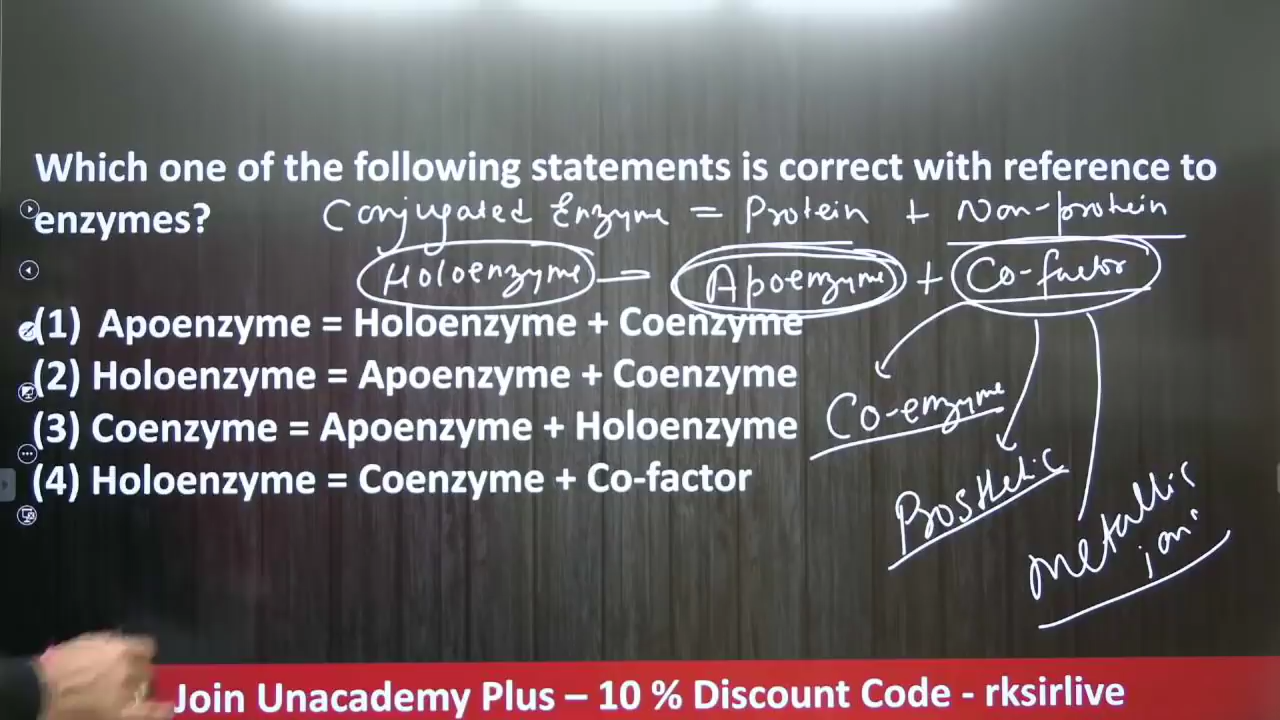 Which one of the following statements is correct with reference to
enzymes?
Conjugated Enzyme = Protein + Non-protein
Holoenzyme = Apoenzyme + Co-factor
(1) Apoenzyme = Holoenzyme + Coenzyme
(2) Holoenzyme = Apoenzyme + Coenzyme
(3) Coenzyme = Apoenzyme + Holoenzyme
(4) Holoenzyme = Coenzyme + Co-factor
Co-enzyme
Prosthetic
metallic
ion
Join Unacademy Plus – 10 % Discount Code - rksirlive